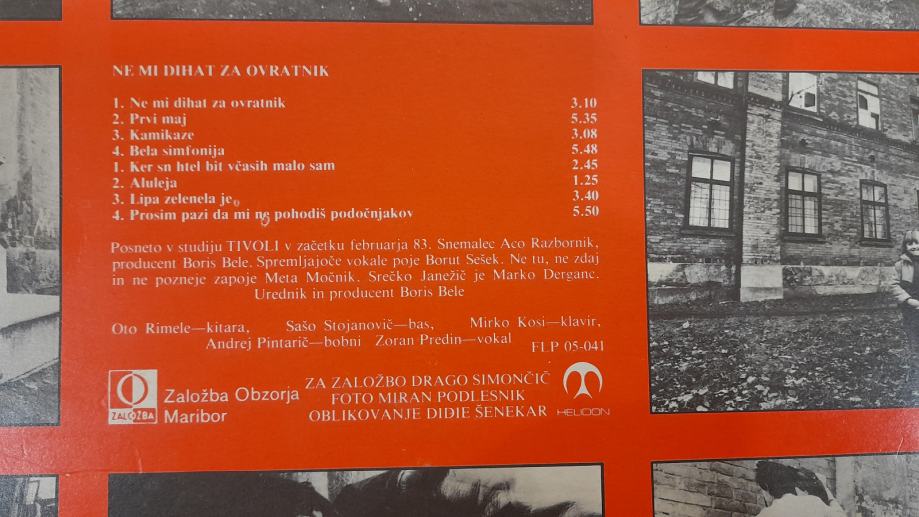 NE MI DIHAT ZA OVRATNIK
1. Ne mi dihat za ovratnik 3.10
2. Prvi maj 5.35
3. Kamikaze 3.08
4. Bela simfonija 5.48
1. Ker sn htel bit včasih malo sam 2.45
2. Aluleja 1.25
3. Lipa zelenela je 3.40
4. Prosim pazi da mi ne pohodiš podočnjakov 5.50
Posneto v studiju TIVOLI v začetku februarja 83. Snemalec Aco Razbornik,
producent Boris Bele. Spremljajoče vokale poje Borut Sešek. Ne tu, ne zdaj
in ne pozneje zapoje Meta Močnik. Srečko Janežič je Marko Derganc.
Urednik in producent Boris Bele
Oto Rimele—kitara, Sašo Stojanovič—bas, Mirko Kosi—klavir,
Andrej Pintarič—bobni Zoran Predin—vokal
FLP 05-041
ZALOŽBA
Založba Obzorja
Maribor
ZA ZALOŽBO DRAGO SIMONČIČ
FOTO MIRAN PODLESNIK
OBLIKOVANJE DIDIE ŠENEKAR
HELIDON